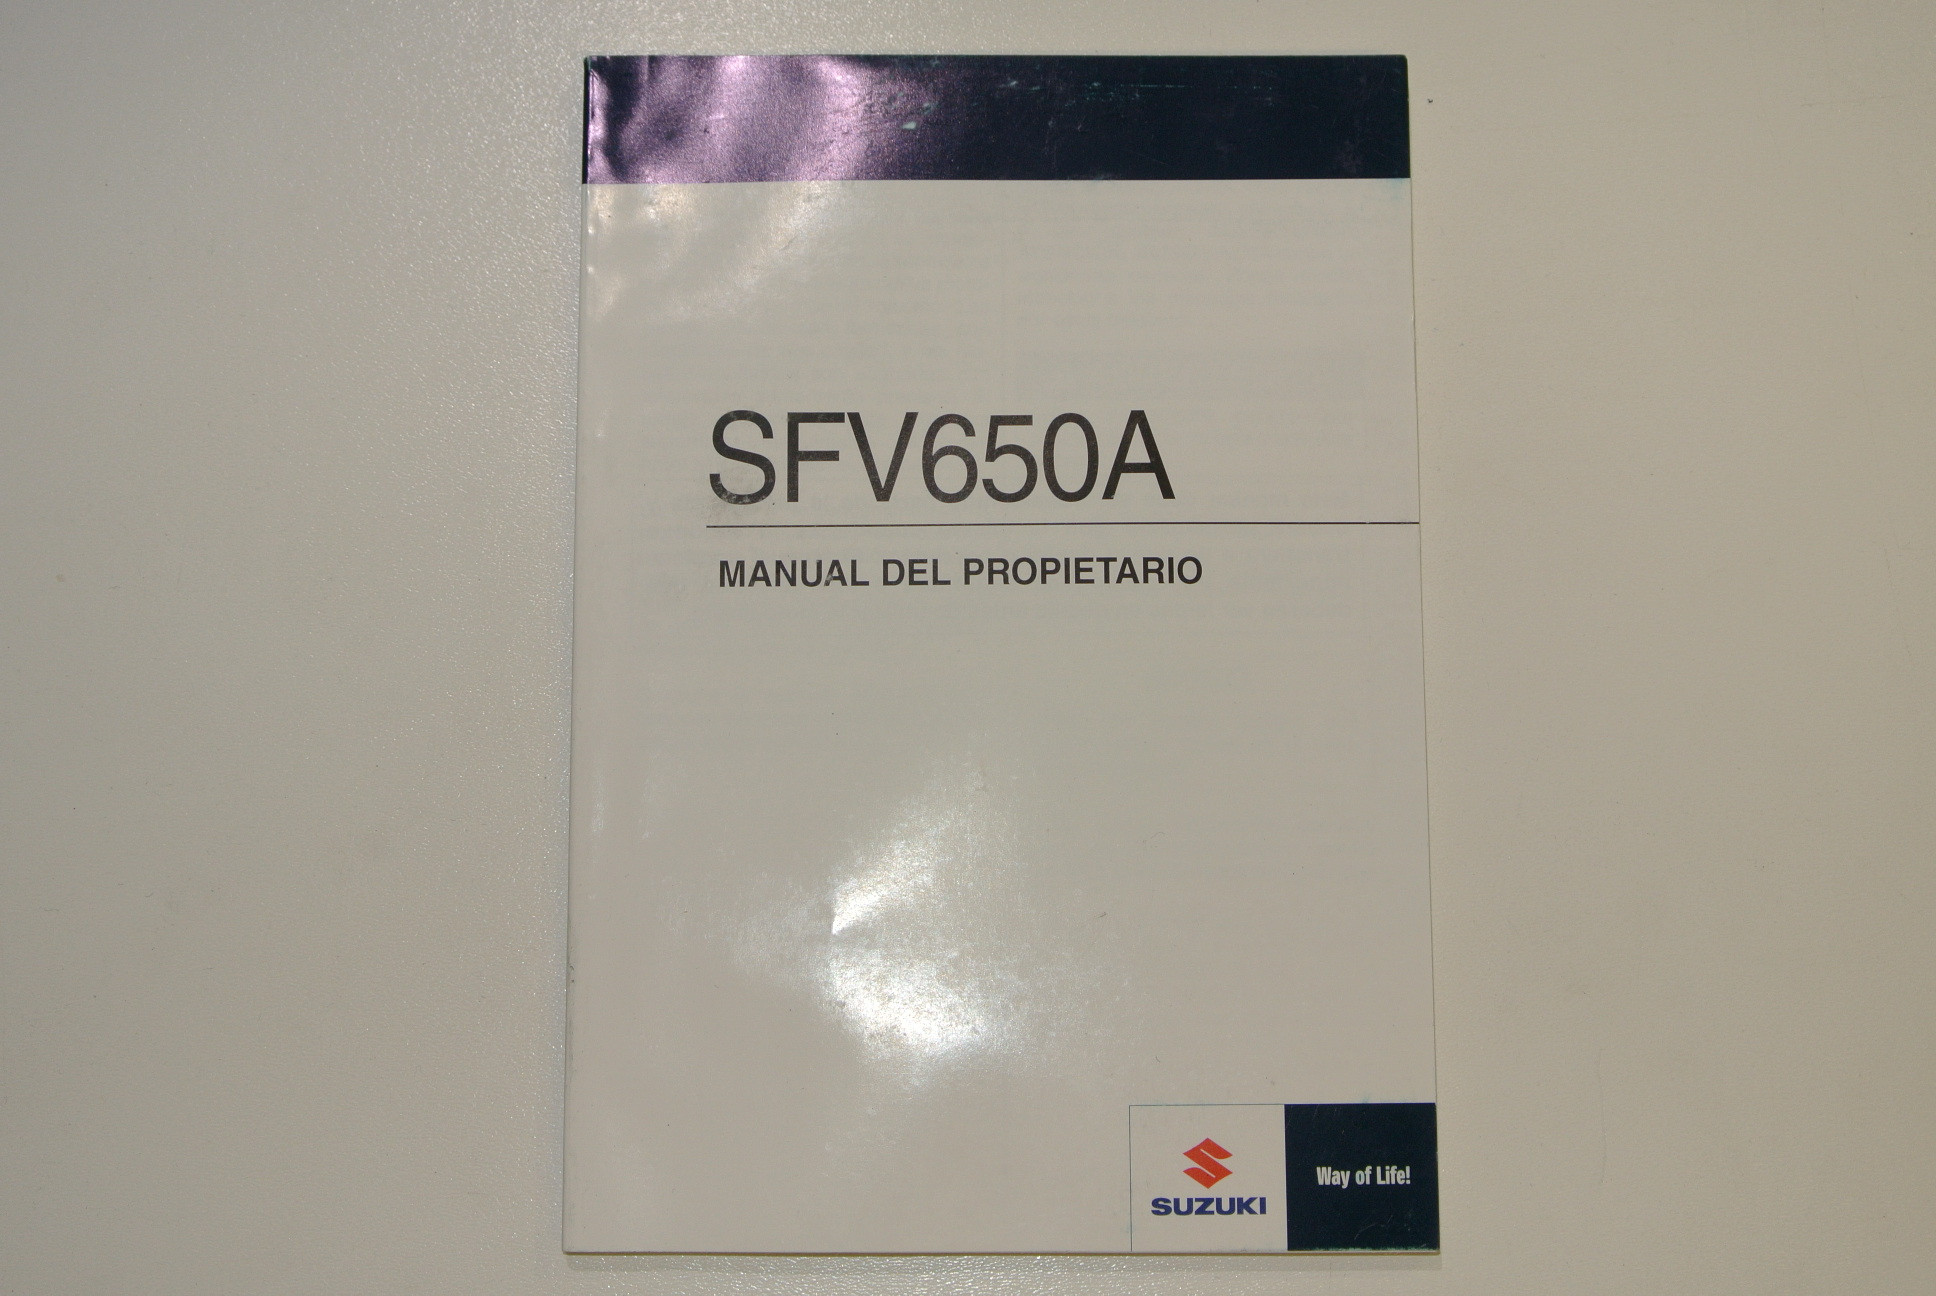 SFV650A
MANUAL DEL PROPIETARIO
SUZUKI
Way of Life!